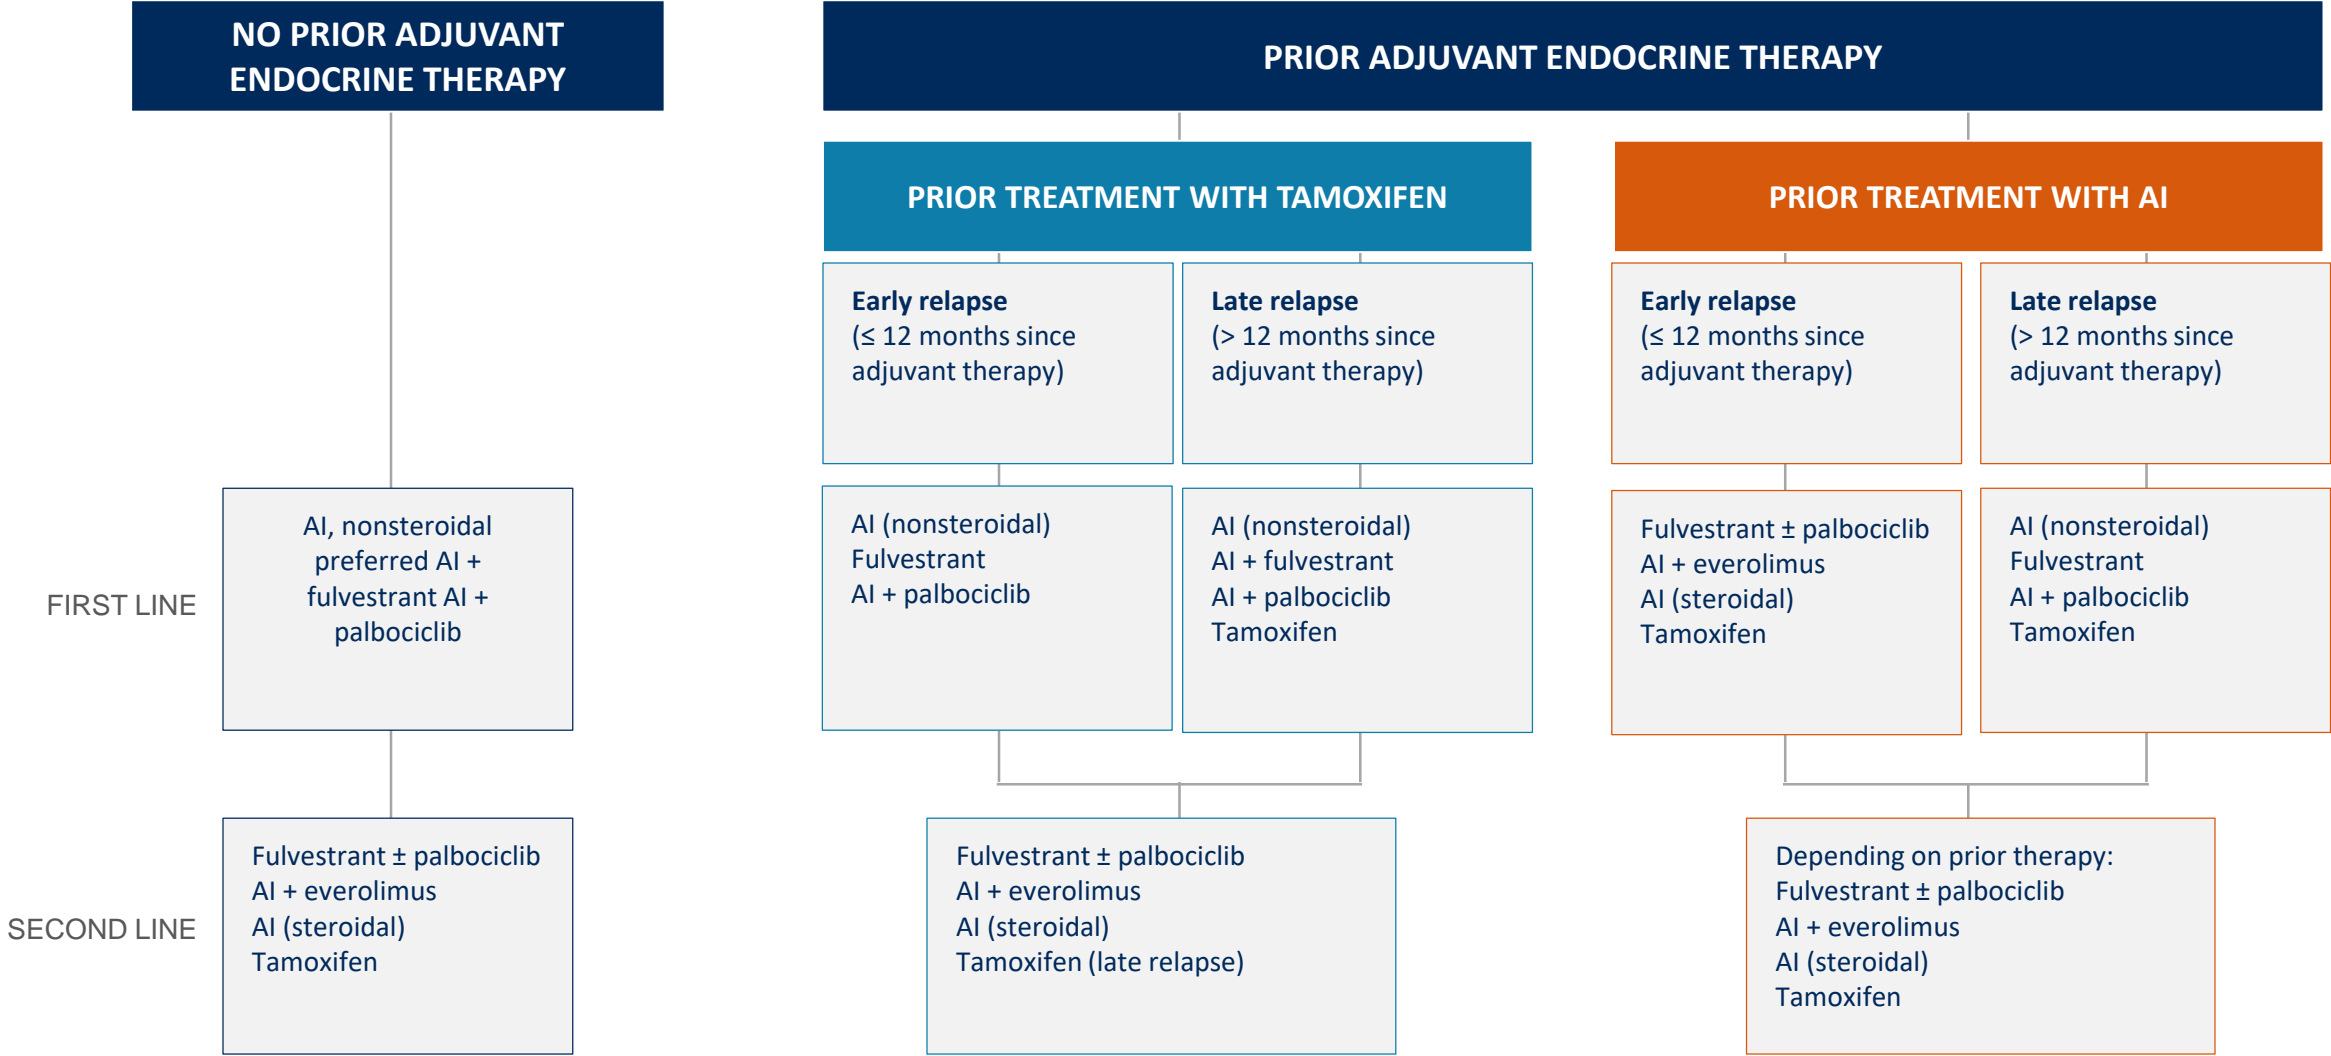 NO PRIOR ADJUVANT
ENDOCRINE THERAPY
PRIOR ADJUVANT ENDOCRINE THERAPY
PRIOR TREATMENT WITH TAMOXIFEN
PRIOR TREATMENT WITH AI
Early relapse
(≤ 12 months since
adjuvant therapy)
Late relapse
(> 12 months since
adjuvant therapy)
Early relapse
(≤ 12 months since
adjuvant therapy)
Late relapse
(> 12 months since
adjuvant therapy)
FIRST LINE
AI, nonsteroidal
preferred AI +
fulvestrant AI +
palbociclib
AI (nonsteroidal)
Fulvestrant
AI + palbociclib
AI (nonsteroidal)
AI + fulvestrant
AI + palbociclib
Tamoxifen
Fulvestrant ± palbociclib
AI + everolimus
AI (steroidal)
Tamoxifen
AI (nonsteroidal)
Fulvestrant
AI + palbociclib
Tamoxifen
SECOND LINE
Fulvestrant ± palbociclib
AI + everolimus
AI (steroidal)
Tamoxifen
Fulvestrant ± palbociclib
AI + everolimus
AI (steroidal)
Tamoxifen (late relapse)
Depending on prior therapy:
Fulvestrant ± palbociclib
AI + everolimus
AI (steroidal)
Tamoxifen